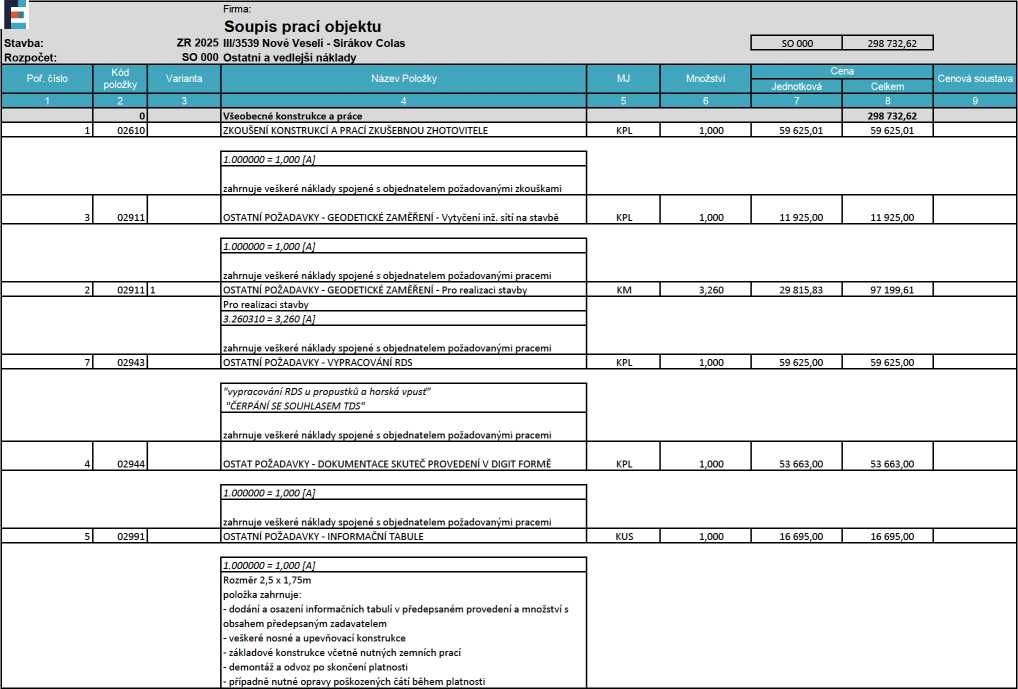 Firma:
Soupis prací objektu
Stavba: ZR 2025 III/3539 Nové Veselí - Sirákov Colas SO 000 298 732,62
Rozpočet: SO 000 Ostatní a vedlejší náklady
Poř. číslo Kód položky Varianta Název Položky MJ Množství Cena Cenová soustava
Jednotková Celkem
1 2 3 4 5 6 7 8 9
0 Všeobecné konstrukce a práce 298 732,62
1 02610 ZKOUŠENÍ KONSTRUKCÍ A PRACÍ ZKUŠEBNOU ZHOTOVITELE KPL 1,000 59 625,01 59 625,01
1.000000 = 1,000 [A]
zahrnuje veškeré náklady spojené s objednatelem požadovanými zkouškami
3 02911 OSTATNÍ POŽADAVKY - GEODETICKÉ ZAMĚŘENÍ - Vytyčení inž. sítí na stavbě KPL 1,000 11 925,00 11 925,00
1.000000 = 1,000 [A]
zahrnuje veškeré náklady spojené s objednatelem požadovanými pracemi
2 02911 1 OSTATNÍ POŽADAVKY - GEODETICKÉ ZAMĚŘENÍ - Pro realizaci stavby KM 3,260 29 815,83 97 199,61
Pro realizaci stavby
3.260310 = 3,260 [A]
zahrnuje veškeré náklady spojené s objednatelem požadovanými pracemi
7 02943 OSTATNÍ POŽADAVKY - VYPRACOVÁNÍ RDS KPL 1,000 59 625,00 59 625,00
"vypracování RDS u propustků a horská vpusť"
"ČERPÁNÍ SE SOUHLASEM TDS"
zahrnuje veškeré náklady spojené s objednatelem požadovanými pracemi
4 02944 OSTAT POŽADAVKY - DOKUMENTACE SKUTEČ PROVEDENÍ V DIGIT FORMĚ KPL 1,000 53 663,00 53 663,00
1.000000 = 1,000 [A]
zahrnuje veškeré náklady spojené s objednatelem požadovanými pracemi
5 02991 OSTATNÍ POŽADAVKY - INFORMAČNÍ TABULE KUS 1,000 16 695,00 16 695,00
1.000000 = 1,000 [A]
Rozměr 2,5 x 1,75m
položka zahrnuje:
- dodání a osazení informačních tabulí v předepsaném provedení a množství s
obsahem předepsaným zadavatelem
- veškeré nosné a upevňovací konstrukce
- základové konstrukce včetně nutných zemních prací
- demontáž a odvoz po skončení platnosti
- případně nutné opravy poškozených čátí během platnosti